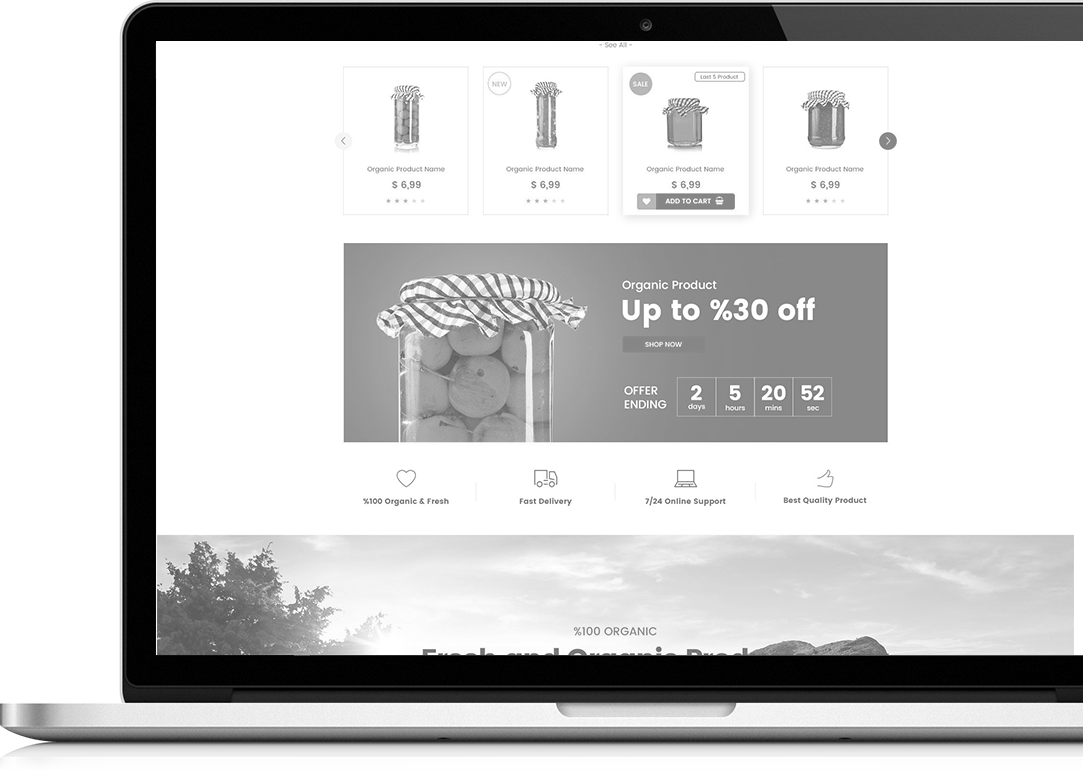 - See All -
NEW
SALE
Last 5 Product
Organic Product Name
$ 6,99
Organic Product Name
$ 6,99
Organic Product Name
$ 6,99
ADD TO CART
Organic Product Name
$ 6,99
Organic Product
Up to %30 off
SHOP NOW
OFFER
ENDING
2
days
5
hours
20
mins
52
sec
%100 Organic & Fresh
Fast Delivery
7/24 Online Support
Best Quality Product
%100 ORGANIC
Fresh and Organic